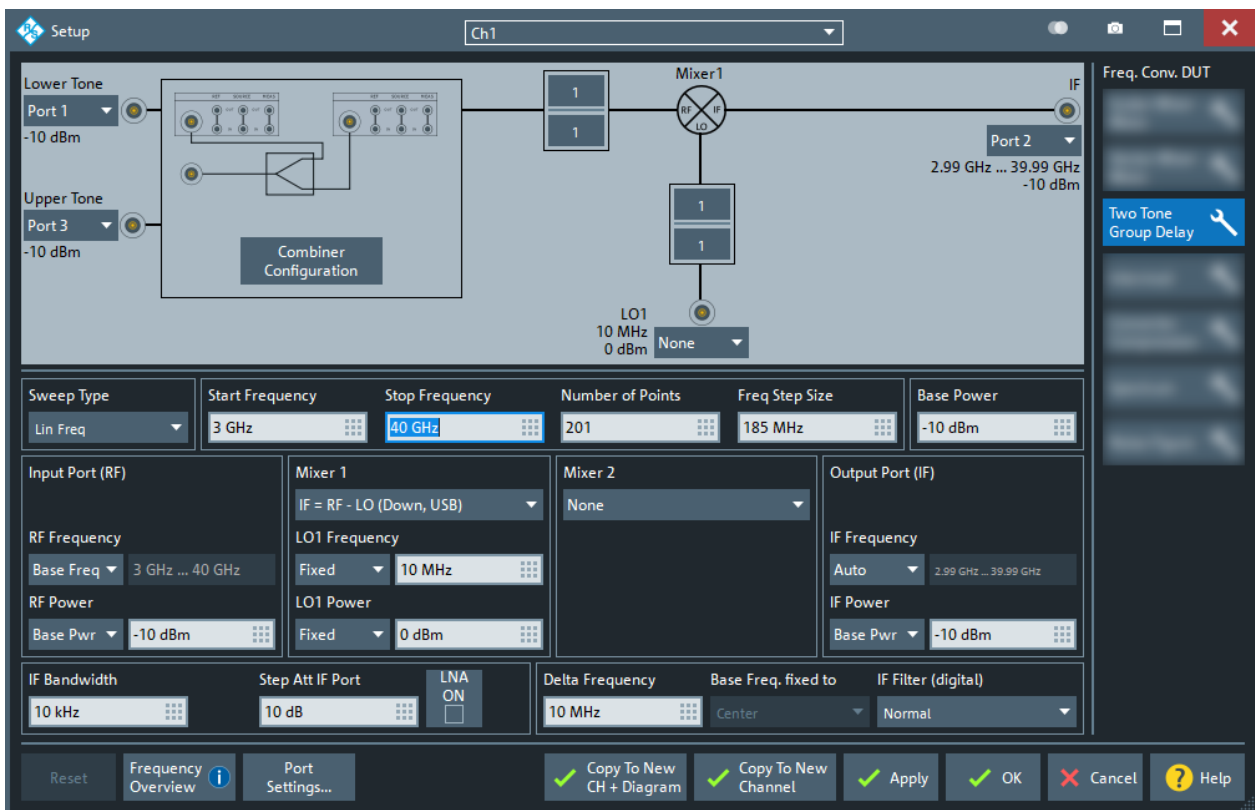 Setup
Ch1
Lower Tone
Port 1
-10 dBm
Upper Tone
Port 3
-10 dBm
REF SOURCE MEAS
REF SOURCE MEAS
Combiner
Configuration
1
1
Mixer1
RF IF
LO
1
1
LO1
10 MHz
0 dBm
None
IF
Port 2
2.99 GHz ... 39.99 GHz
-10 dBm
Freq. Conv. DUT
Two Tone
Group Delay
Sweep Type
Lin Freq
Start Frequency
3 GHz
Stop Frequency
40 GHz
Number of Points
201
Freq Step Size
185 MHz
Base Power
-10 dBm
Input Port (RF)
RF Frequency
Base Freq
3 GHz ... 40 GHz
RF Power
Base Pwr
-10 dBm
Mixer 1
IF = RF - LO (Down, USB)
LO1 Frequency
Fixed
10 MHz
LO1 Power
Fixed
0 dBm
Mixer 2
None
Output Port (IF)
IF Frequency
Auto
2.99 GHz ... 39.99 GHz
IF Power
Base Pwr
-10 dBm
IF Bandwidth
10 kHz
Step Att IF Port
10 dB
LNA
ON
Delta Frequency
10 MHz
Base Freq. fixed to
Center
IF Filter (digital)
Normal
Reset
Frequency
Overview
Port
Settings...
Copy To New
CH + Diagram
Copy To New
Channel
Apply
OK
Cancel
Help